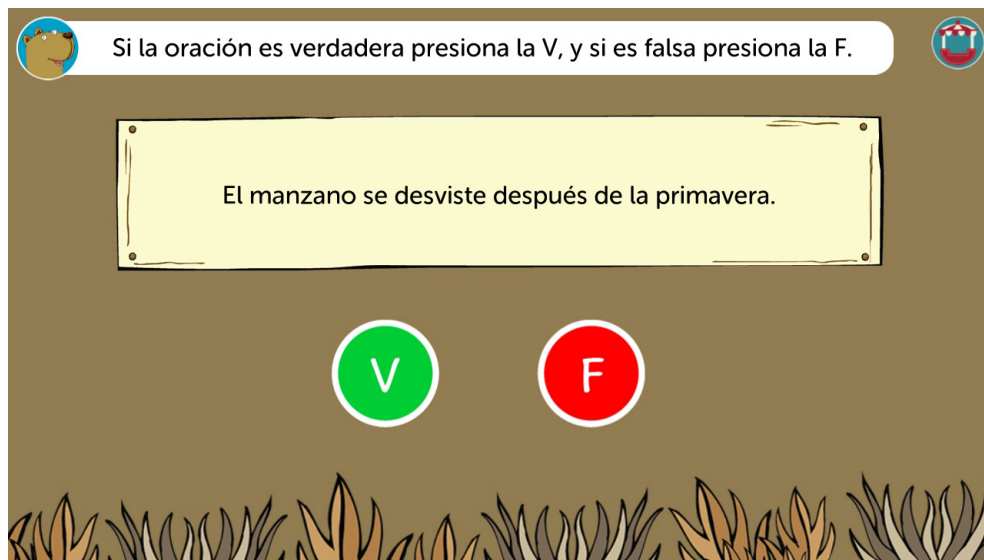 Si la oración es verdadera presiona la V, y si es falsa presiona la F.
El manzano se desviste después de la primavera.
V F